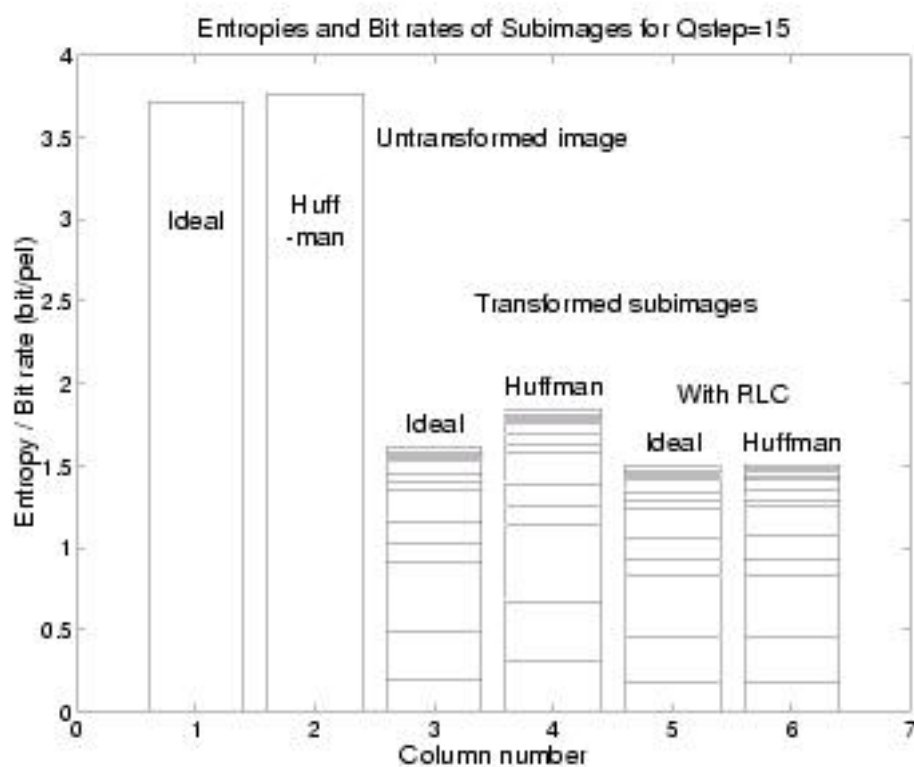 Entropies and Bit rates of Subimages for Qstep=15
4
3.5
3
2.5
2
1.5
1
0.5
0
Entropy / Bit rate (bit/pel)
Untransformed image
Ideal
Huff
-man
Transformed subimages
Ideal
Huffman
With RLC
Ideal
Huffman
0 1 2 3 4 5 6 7
Column number